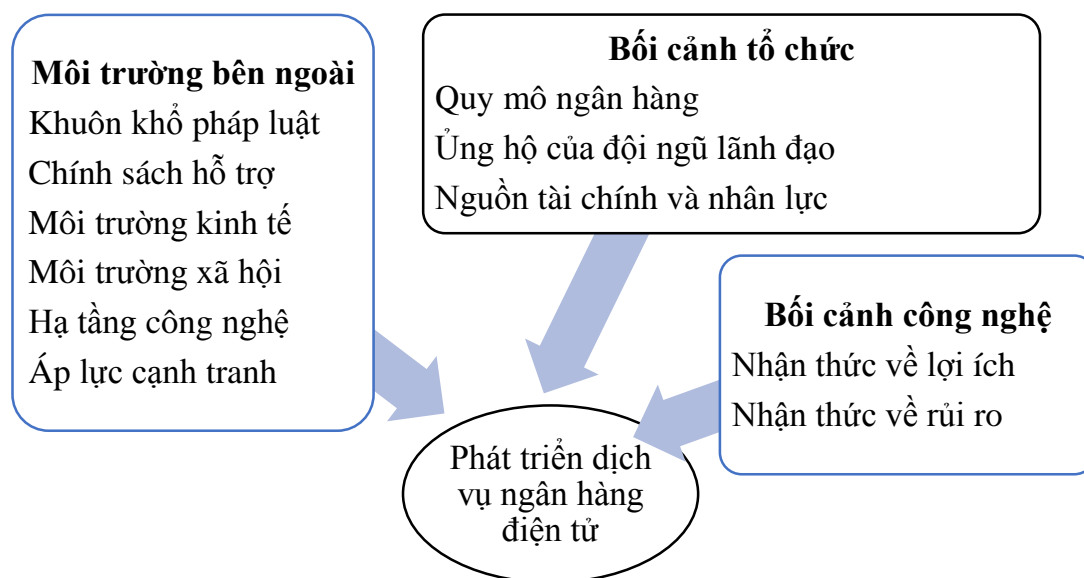 Môi trường bên ngoài
Khuôn khổ pháp luật
Chính sách hỗ trợ
Môi trường kinh tế
Môi trường xã hội
Hạ tầng công nghệ
Áp lực cạnh tranh
Bối cảnh tổ chức
Quy mô ngân hàng
Ủng hộ của đội ngũ lãnh đạo
Nguồn tài chính và nhân lực
Bối cảnh công nghệ
Nhận thức về lợi ích
Nhận thức về rủi ro
Phát triển dịch
vụ ngân hàng
điện tử